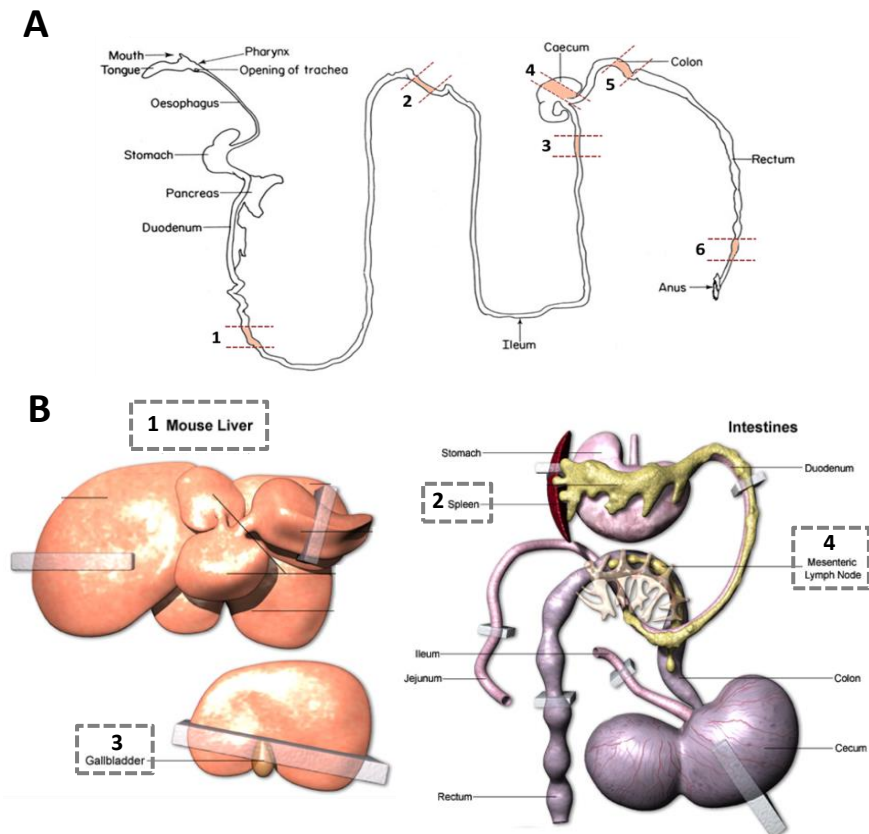 A
Mouth
Tongue
Pharynx
Opening of trachea
Oesophagus
Stomach
Pancreas
Duodenum
1
2
Ileum
3
4
Caecum
5
Colon
Rectum
6
Anus
B
1 Mouse Liver
3
Gallbladder
Intestines
Stomach
2 Spleen
Duodenum
4
Mesenteric
Lymph Node
Ileum
Jejunum
Colon
Cecum
Rectum